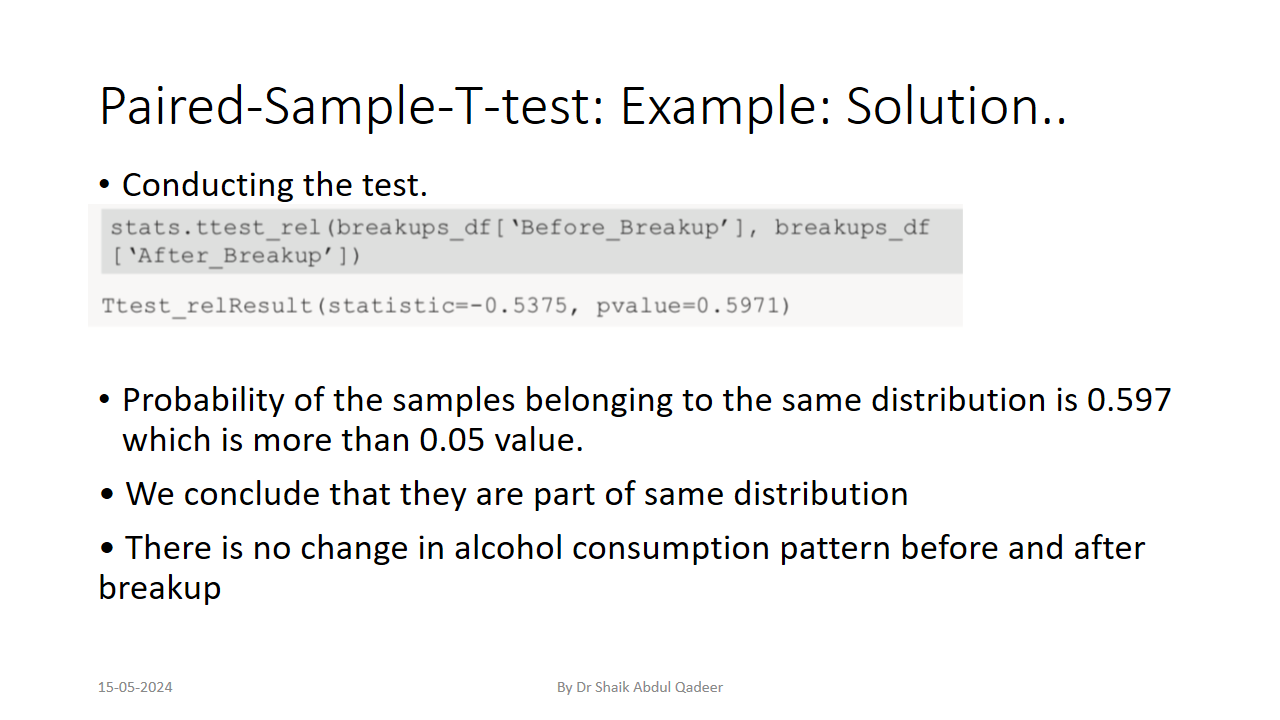 Paired-Sample-T-test: Example: Solution..
• Conducting the test.
stats.ttest_rel(breakups_df[‘Before_Breakup’], breakups_df
[‘After_Breakup’])
Ttest_relResult(statistic=-0.5375, pvalue=0.5971)
• Probability of the samples belonging to the same distribution is 0.597
which is more than 0.05 value.
• We conclude that they are part of same distribution
• There is no change in alcohol consumption pattern before and after
breakup
15-05-2024
By Dr Shaik Abdul Qadeer